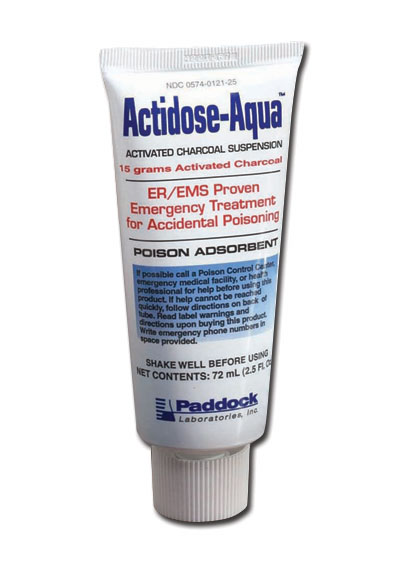 NDC 0574-0121-25
Actidose-Aqua™
ACTIVATED CHARCOAL SUSPENSION
15 grams Activated Charcoal
ER/EMS Proven
Emergency Treatment
for Accidental Poisoning
POISON ADSORBENT
If possible call a Poison Control Center,
emergency medical facility, or health
professional for help before using this
product. If help cannot be reached
quickly, follow directions on back of
tube. Read label warnings and
directions upon buying this product.
Write emergency phone numbers in
space provided.
SHAKE WELL BEFORE USING
NET CONTENTS: 72 mL (2.5 Fl. Oz
Paddock
Laboratories, Inc.